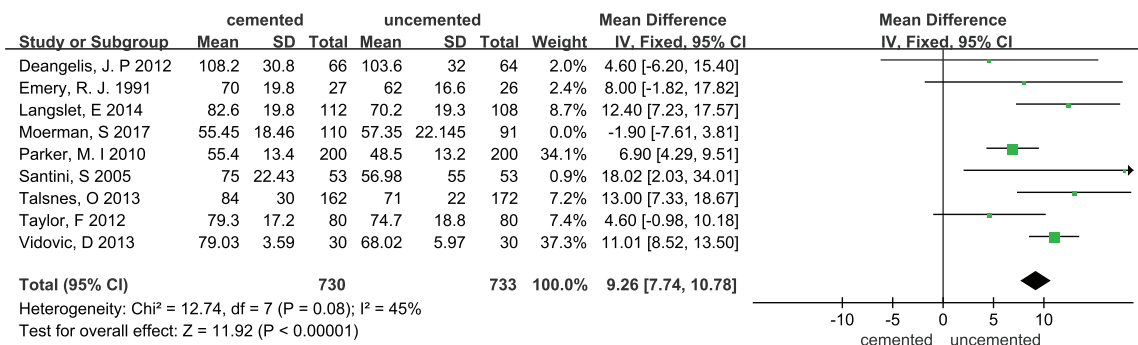 cemented uncemented Mean Difference Mean Difference
Study or Subgroup Mean SD Total Mean SD Total Weight IV, Fixed, 95% CI IV, Fixed, 95% CI
Deangelis, J. P 2012 108.2 30.8 66 103.6 32 64 2.0% 4.60 [-6.20, 15.40]
Emery, R. J. 1991 70 19.8 27 62 16.6 26 2.4% 8.00 [-1.82, 17.82]
Langslet, E 2014 82.6 19.8 112 70.2 19.3 108 8.7% 12.40 [7.23, 17.57]
Moerman, S 2017 55.45 18.46 110 57.35 22.145 91 0.0% -1.90 [-7.61, 3.81]
Parker, M. I 2010 55.4 13.4 200 48.5 13.2 200 34.1% 6.90 [4.29, 9.51]
Santini, S 2005 75 22.43 53 56.98 55 53 0.9% 18.02 [2.03, 34.01]
Talsnes, O 2013 84 30 162 71 22 172 7.2% 13.00 [7.33, 18.67]
Taylor, F 2012 79.3 17.2 80 74.7 18.8 80 7.4% 4.60 [-0.98, 10.18]
Vidovic, D 2013 79.03 3.59 30 68.02 5.97 30 37.3% 11.01 [8.52, 13.50]
Total (95% CI) 730 733 100.0% 9.26 [7.74, 10.78]
Heterogeneity: Chi² = 12.74, df = 7 (P = 0.08); I² = 45%
Test for overall effect: Z = 11.92 (P < 0.00001)
-10 -5 0 5 10
cemented uncemented